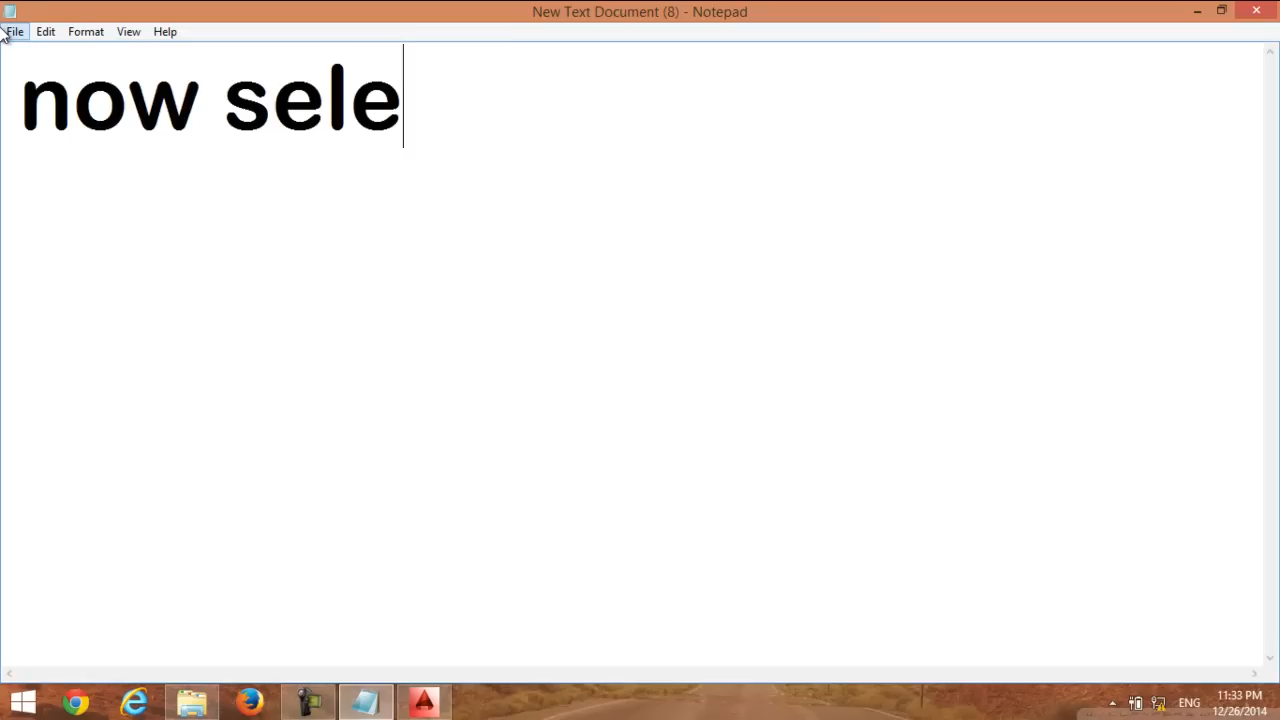 New Text Document (8) - Notepad
File Edit Format View Help
now sele
ENG
11:33 PM
12/26/2014